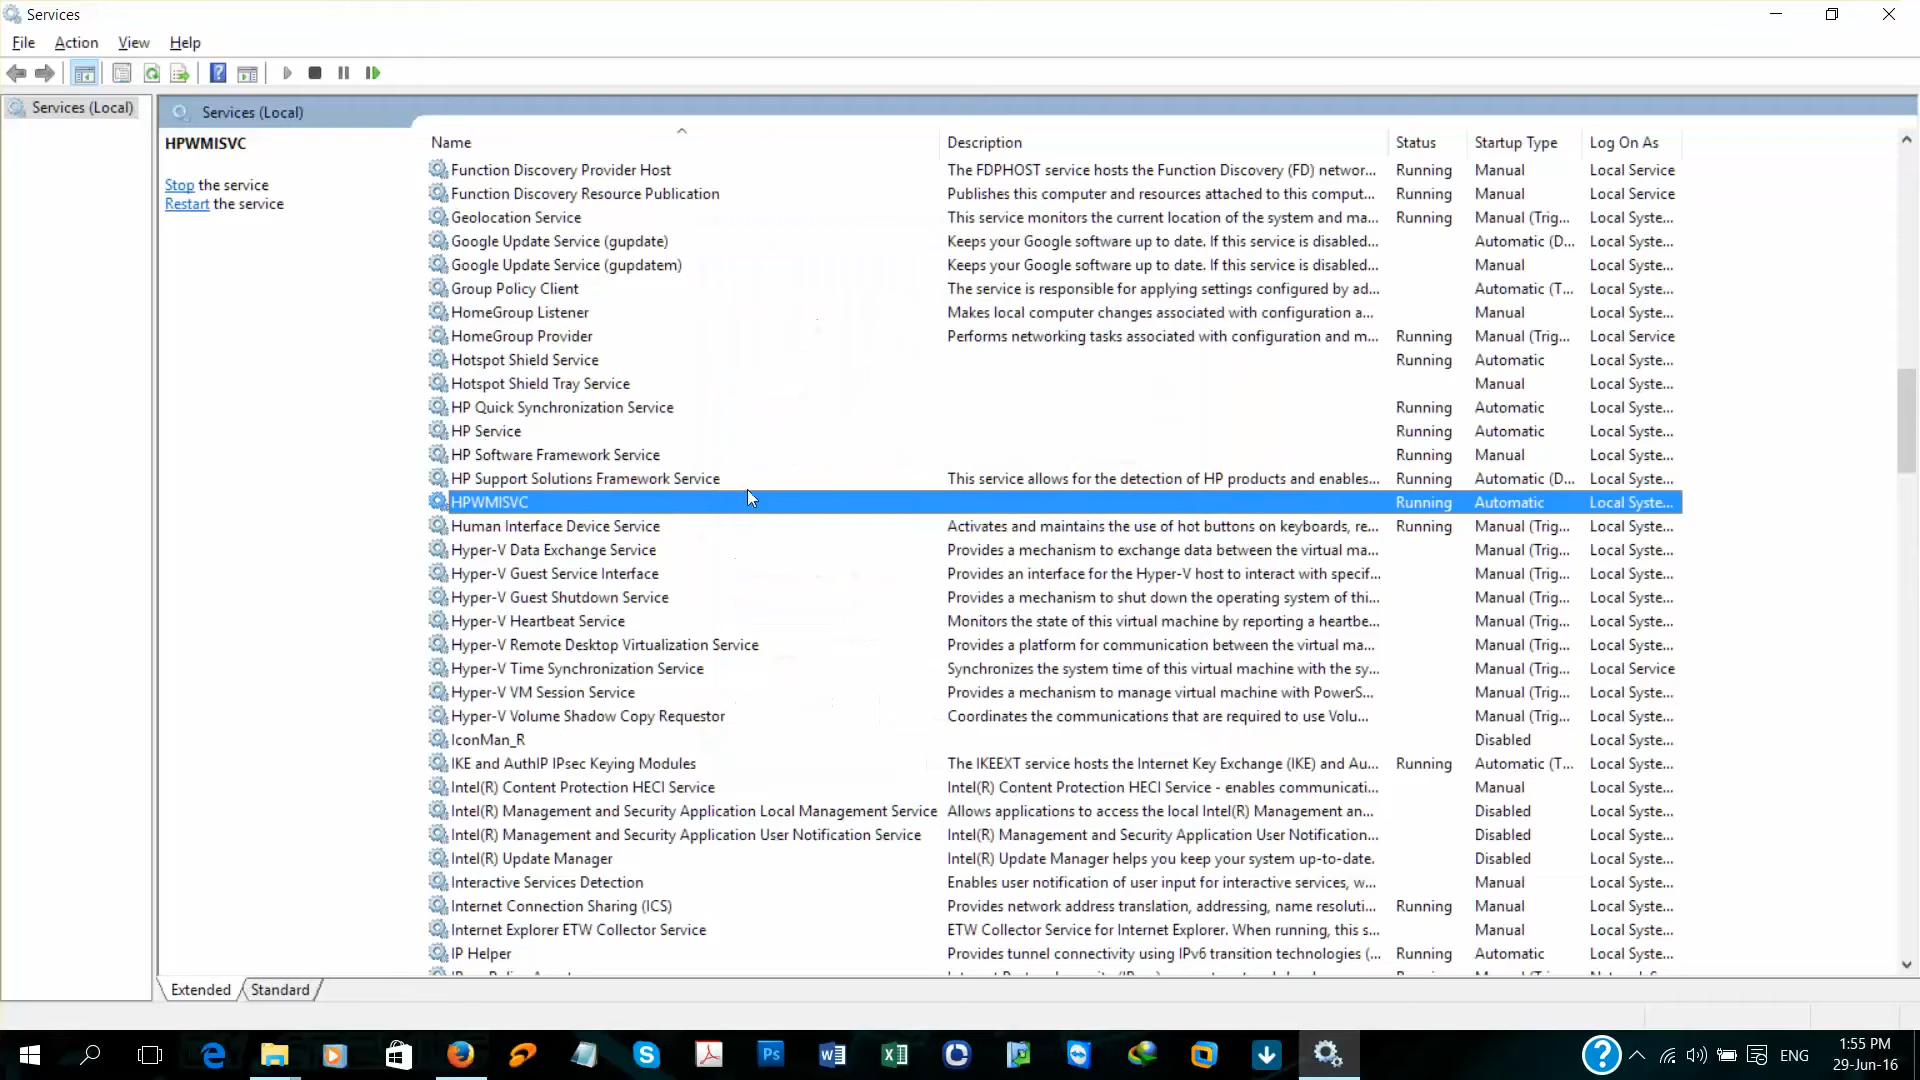 Services
File Action View Help
Services (Local)
Services (Local)
HPWMISVC
Stop the service
Restart the service
Name Description Status Startup Type Log On As
Function Discovery Provider Host The FDPHOST service hosts the Function Discovery (FD) networ... Running Manual Local Service
Function Discovery Resource Publication Publishes this computer and resources attached to this comput... Running Manual Local Service
Geolocation Service This service monitors the current location of the system and ma... Running Manual (Trig... Local Syste...
Google Update Service (gupdate) Keeps your Google software up to date. If this service is disabled... Automatic (D... Local Syste...
Google Update Service (gupdatem) Keeps your Google software up to date. If this service is disabled... Manual Local Syste...
Group Policy Client The service is responsible for applying settings configured by ad... Automatic (T... Local Syste...
HomeGroup Listener Makes local computer changes associated with configuration a... Manual Local Syste...
HomeGroup Provider Performs networking tasks associated with configuration and m... Running Manual (Trig... Local Service
Hotspot Shield Service Running Automatic Local Syste...
Hotspot Shield Tray Service Manual Local Syste...
HP Quick Synchronization Service Running Automatic Local Syste...
HP Service Running Automatic Local Syste...
HP Software Framework Service Running Manual Local Syste...
HP Support Solutions Framework Service This service allows for the detection of HP products and enables... Running Automatic (D... Local Syste...
HPWMISVC Running Automatic Local Syste...
Human Interface Device Service Activates and maintains the use of hot buttons on keyboards, re... Running Manual (Trig... Local Syste...
Hyper-V Data Exchange Service Provides a mechanism to exchange data between the virtual ma... Manual (Trig... Local Syste...
Hyper-V Guest Service Interface Provides an interface for the Hyper-V host to interact with specif... Manual (Trig... Local Syste...
Hyper-V Guest Shutdown Service Provides a mechanism to shut down the operating system of thi... Manual (Trig... Local Syste...
Hyper-V Heartbeat Service Monitors the state of this virtual machine by reporting a heartbe... Manual (Trig... Local Syste...
Hyper-V Remote Desktop Virtualization Service Provides a platform for communication between the virtual ma... Manual (Trig... Local Syste...
Hyper-V Time Synchronization Service Synchronizes the system time of this virtual machine with the sy... Manual (Trig... Local Service
Hyper-V VM Session Service Provides a mechanism to manage virtual machine with PowerS... Manual (Trig... Local Syste...
Hyper-V Volume Shadow Copy Requestor Coordinates the communications that are required to use Volu... Manual (Trig... Local Syste...
IconMan_R Disabled Local Syste...
IKE and AuthIP IPsec Keying Modules The IKEEXT service hosts the Internet Key Exchange (IKE) and Au... Running Automatic (T... Local Syste...
Intel(R) Content Protection HECI Service Intel(R) Content Protection HECI Service - enables communicati... Manual Local Syste...
Intel(R) Management and Security Application Local Management Service Allows applications to access the local Intel(R) Management an... Disabled Local Syste...
Intel(R) Management and Security Application User Notification Service Intel(R) Management and Security Application User Notification... Disabled Local Syste...
Intel(R) Update Manager Intel(R) Update Manager helps you keep your system up-to-date. Disabled Local Syste...
Interactive Services Detection Enables user notification of user input for interactive services, w... Manual Local Syste...
Internet Connection Sharing (ICS) Provides network address translation, addressing, name resoluti... Running Manual Local Syste...
Internet Explorer ETW Collector Service ETW Collector Service for Internet Explorer. When running, this s... Manual Local Syste...
IP Helper Provides tunnel connectivity using IPv6 transition technologies (... Running Automatic Local Syste...
Extended Standard
ENG
1:55 PM
29-Jun-16